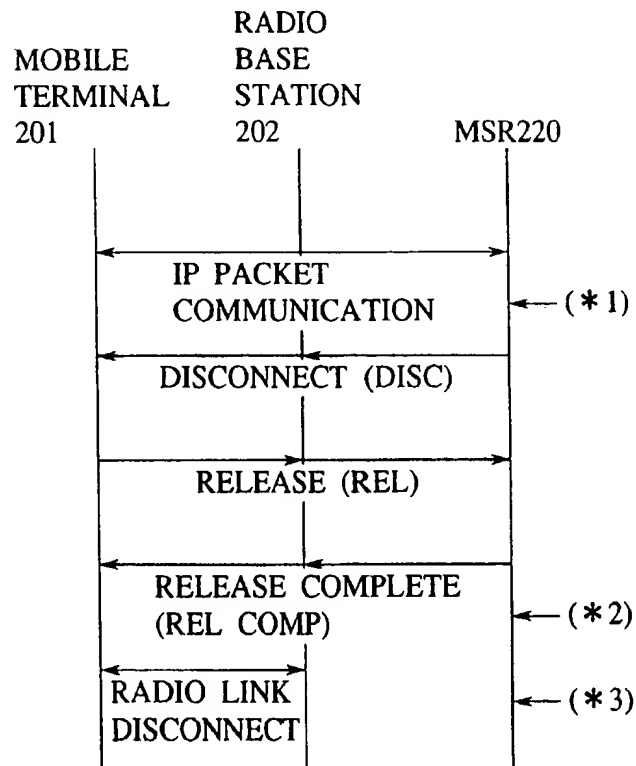 MOBILE
TERMINAL
201
RADIO
BASE
STATION
202
MSR220
IP PACKET
COMMUNICATION
(*1)
DISCONNECT (DISC)
RELEASE (REL)
RELEASE COMPLETE
(REL COMP)
(*2)
RADIO LINK
DISCONNECT
(*3)